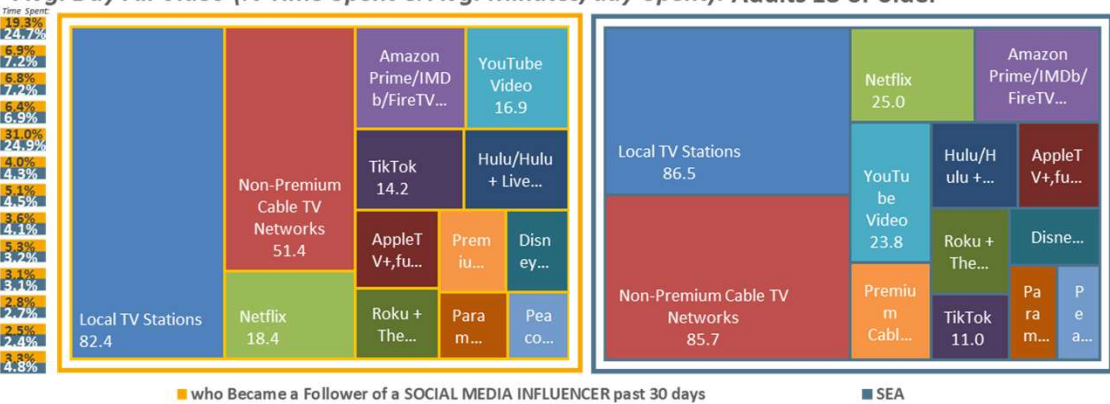 Time Spent
19.3%
24.7%
6.9%
7.2%
6.8%
7.2%
6.4%
6.9%
31.0%
24.9%
4.0%
4.3%
5.1%
4.5%
3.6%
4.1%
5.3%
3.2%
3.1%
3.1%
2.8%
2.7%
2.5%
2.4%
3.3%
4.8%
Local TV Stations
82.4
Non-Premium
Cable TV
Networks
51.4
Netflix
18.4
Amazon
Prime/IMD
b/FireTV...
YouTube
Video
16.9
TikTok
14.2
Hulu/Hulu
+ Live...
AppleT
V+,fu...
Prem
iu...
Disn
ey...
Roku +
The...
Para
m...
Pea
co...
Local TV Stations
86.5
Non-Premium Cable TV
Networks
85.7
Netflix
25.0
Amazon
Prime/IMDb/
FireTV...
YouTu
be
Video
23.8
Hulu/H
ulu +...
AppleT
V+,fu...
Premiu
m
Cabl...
Roku +
The...
Disne...
TikTok
11.0
Pa
ra
m...
P
e
a...
who Became a Follower of a SOCIAL MEDIA INFLUENCER past 30 days
SEA